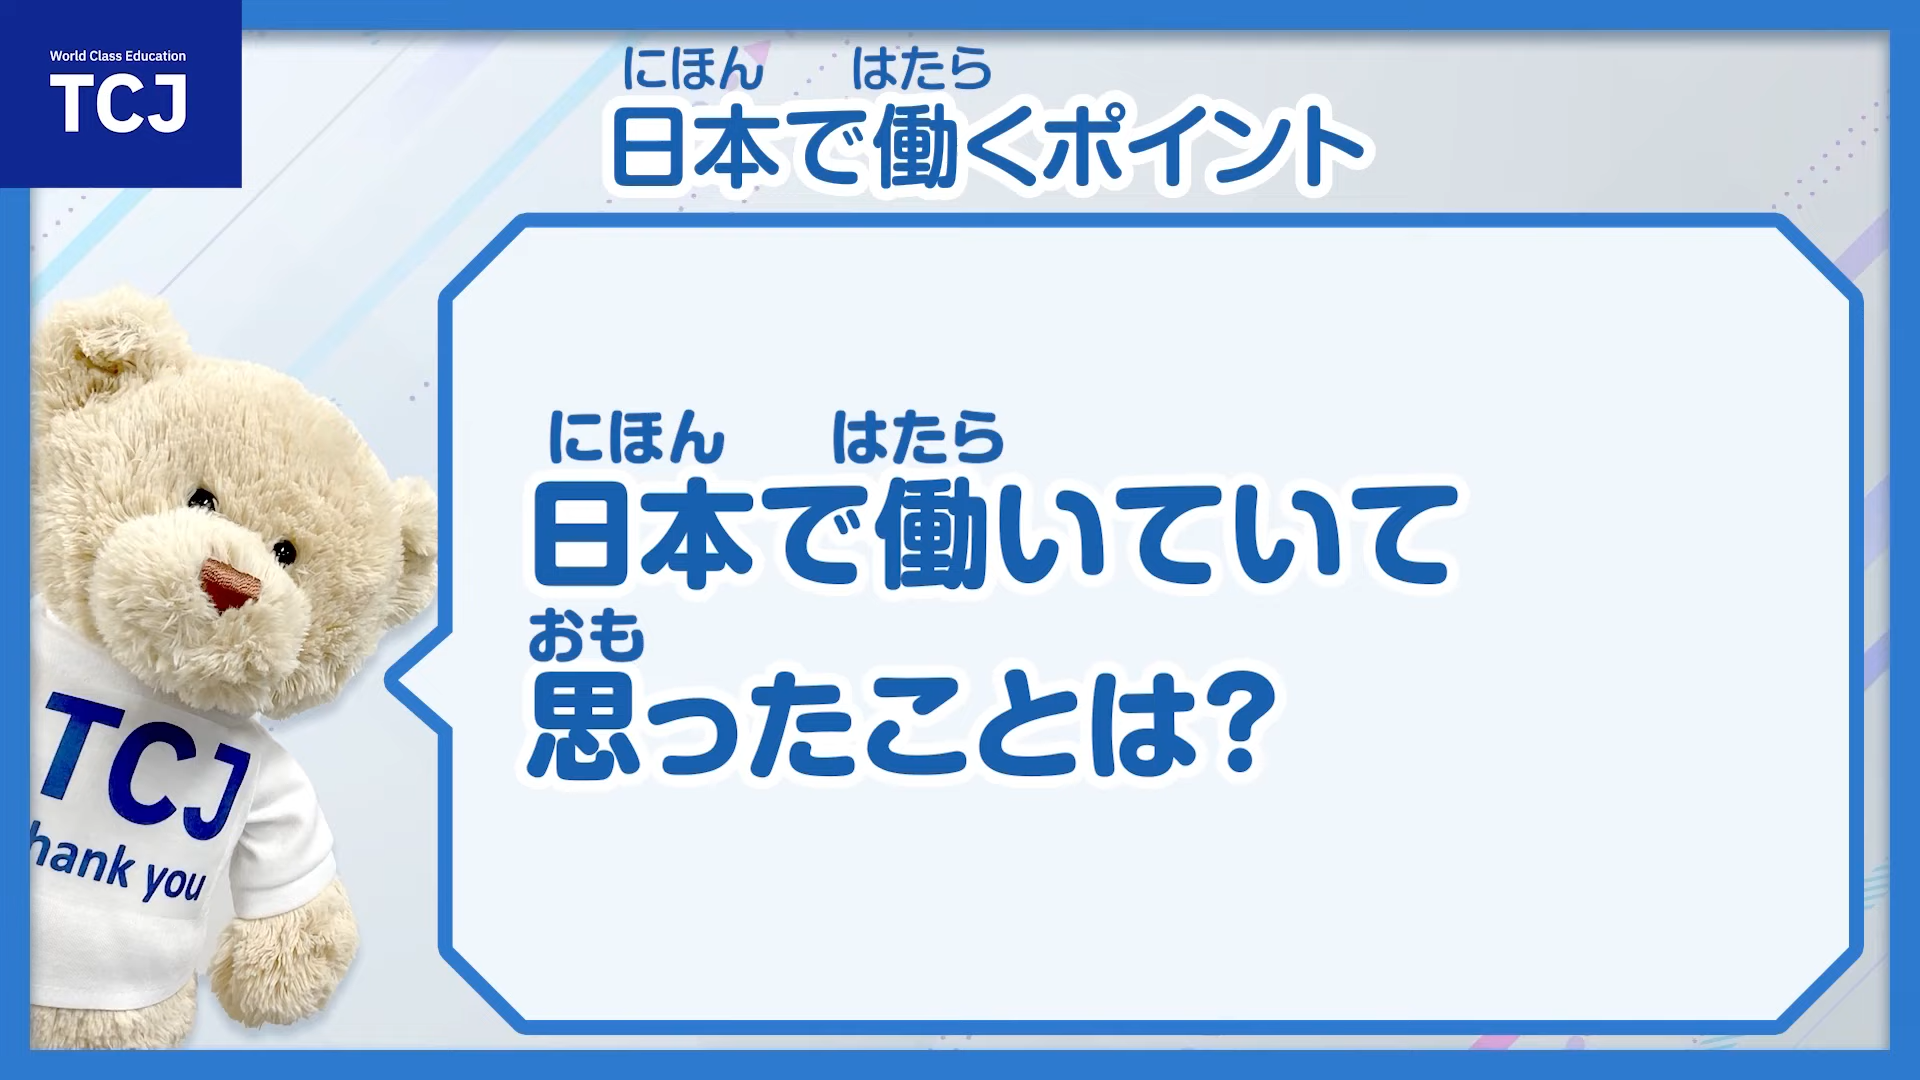 World Class Education
TCJ
にほん はたら
日本で働くポイント
にほん はたら
日本で働いていて
おも
思ったことは?
TCJ
hank you